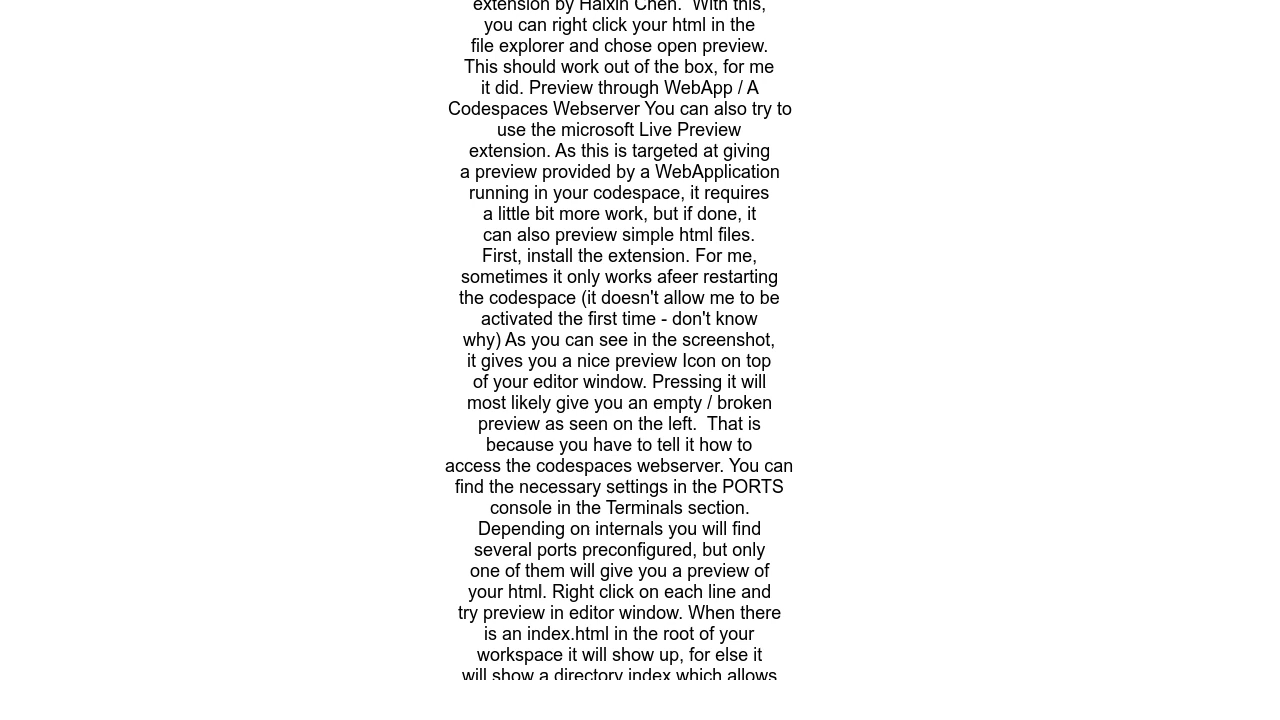 extension by Haixin Chen.  With this,
you can right click your html in the
file explorer and chose open preview.
This should work out of the box, for me
it did. Preview through WebApp / A
Codespaces Webserver You can also try to
use the microsoft Live Preview
extension. As this is targeted at giving
a preview provided by a WebApplication
running in your codespace, it requires
a little bit more work, but if done, it
can also preview simple html files.
First, install the extension. For me,
sometimes it only works afeer restarting
the codespace (it doesn't allow me to be
activated the first time - don't know
why) As you can see in the screenshot,
it gives you a nice preview Icon on top
of your editor window. Pressing it will
most likely give you an empty / broken
preview as seen on the left.  That is
because you have to tell it how to
access the codespaces webserver. You can
find the necessary settings in the PORTS
console in the Terminals section.
Depending on internals you will find
several ports preconfigured, but only
one of them will give you a preview of
your html. Right click on each line and
try preview in editor window. When there
is an index.html in the root of your
workspace it will show up, for else it
will show a directory index which allows